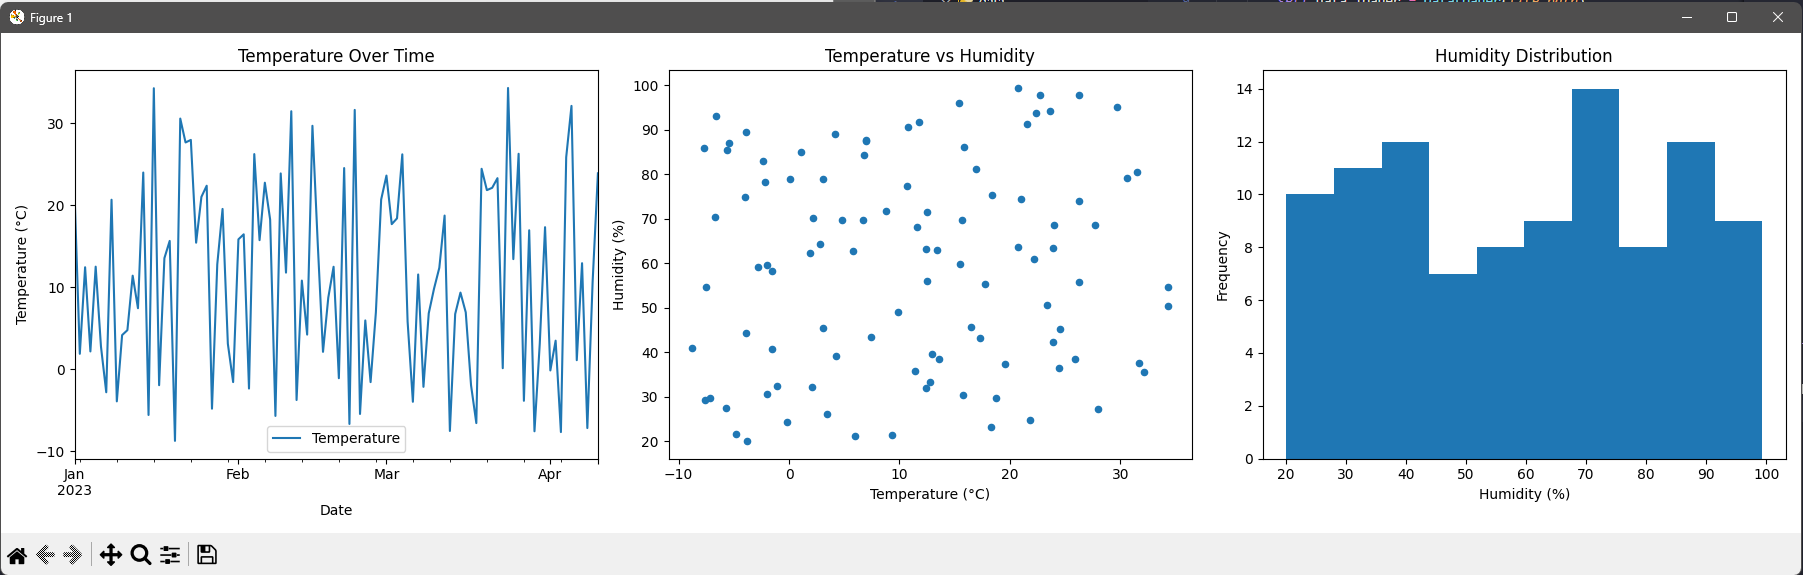 Figure 1
Temperature Over Time
Temperature (°C)
30
20
10
0
−10
Temperature
Jan
2023
Feb
Mar
Apr
Date
Temperature vs Humidity
Humidity (%)
100
90
80
70
60
50
40
30
20
−10
0
10
20
30
Temperature (°C)
Humidity Distribution
Frequency
14
12
10
8
6
4
2
0
20
30
40
50
60
70
80
90
100
Humidity (%)